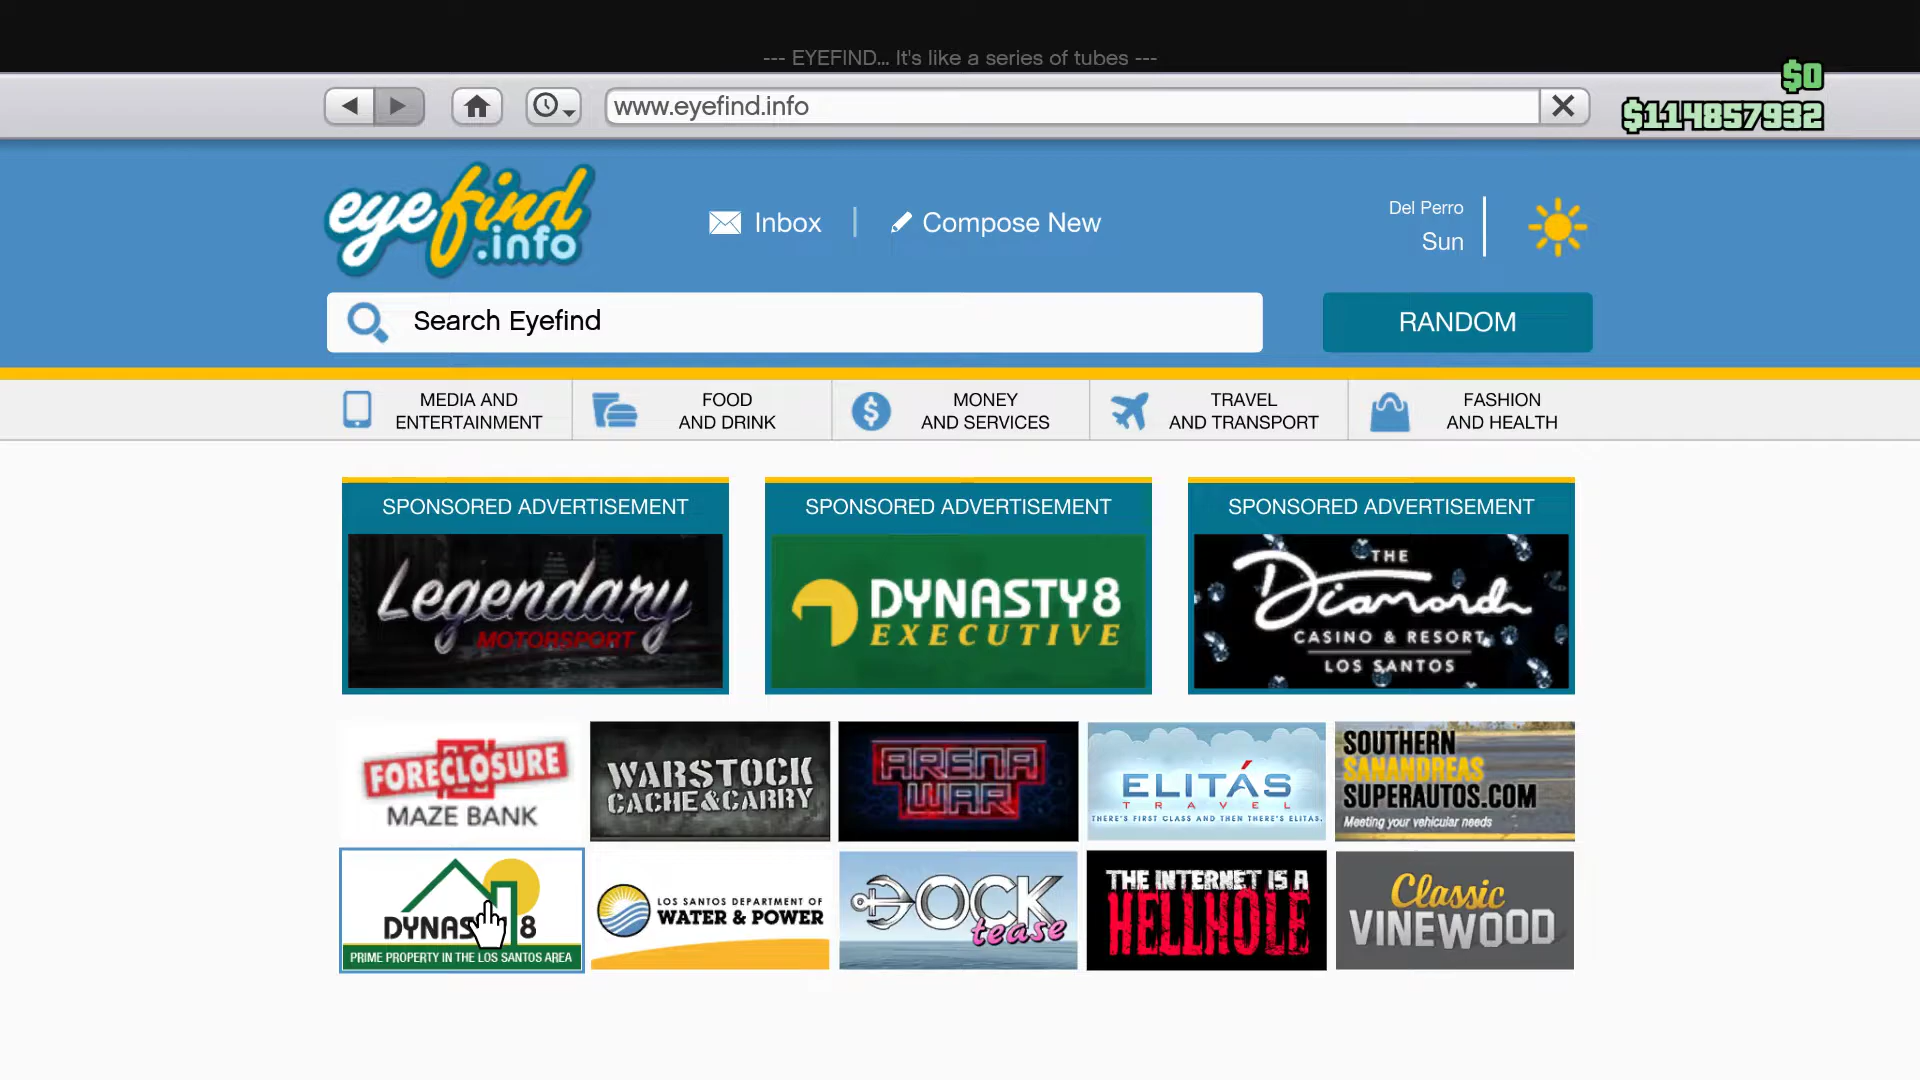 --- EYEFIND... It's like a series of tubes ---
$0
www.eyefind.info
$114857932
eyefind
.info
Inbox
Compose New
Del Perro
Sun
Search Eyefind
RANDOM
MEDIA AND
ENTERTAINMENT
FOOD
AND DRINK
MONEY
AND SERVICES
TRAVEL
AND TRANSPORT
FASHION
AND HEALTH
SPONSORED ADVERTISEMENT
Legendary
MOTORSPORT
SPONSORED ADVERTISEMENT
DYNASTY 8
EXECUTIVE
SPONSORED ADVERTISEMENT
THE
Diamond
CASINO & RESORT
LOS SANTOS
FORECLOSURE
MAZE BANK
WARSTOCK
CACHE&CARRY
ARENA
WAR
ELITÁS
TRAVEL
THERE'S FIRST CLASS AND THEN THERE'S ELITAS.
SOUTHERN
SANANDREAS
SUPERAUTOS.COM
Meeting your vehicular needs
DYNAS 8
PRIME PROPERTY IN THE LOS SANTOS AREA
LOS SANTOS DEPARTMENT OF
WATER & POWER
DOCK
tease
THE INTERNET IS A
HELLHOLE
Classic
VINEWOOD